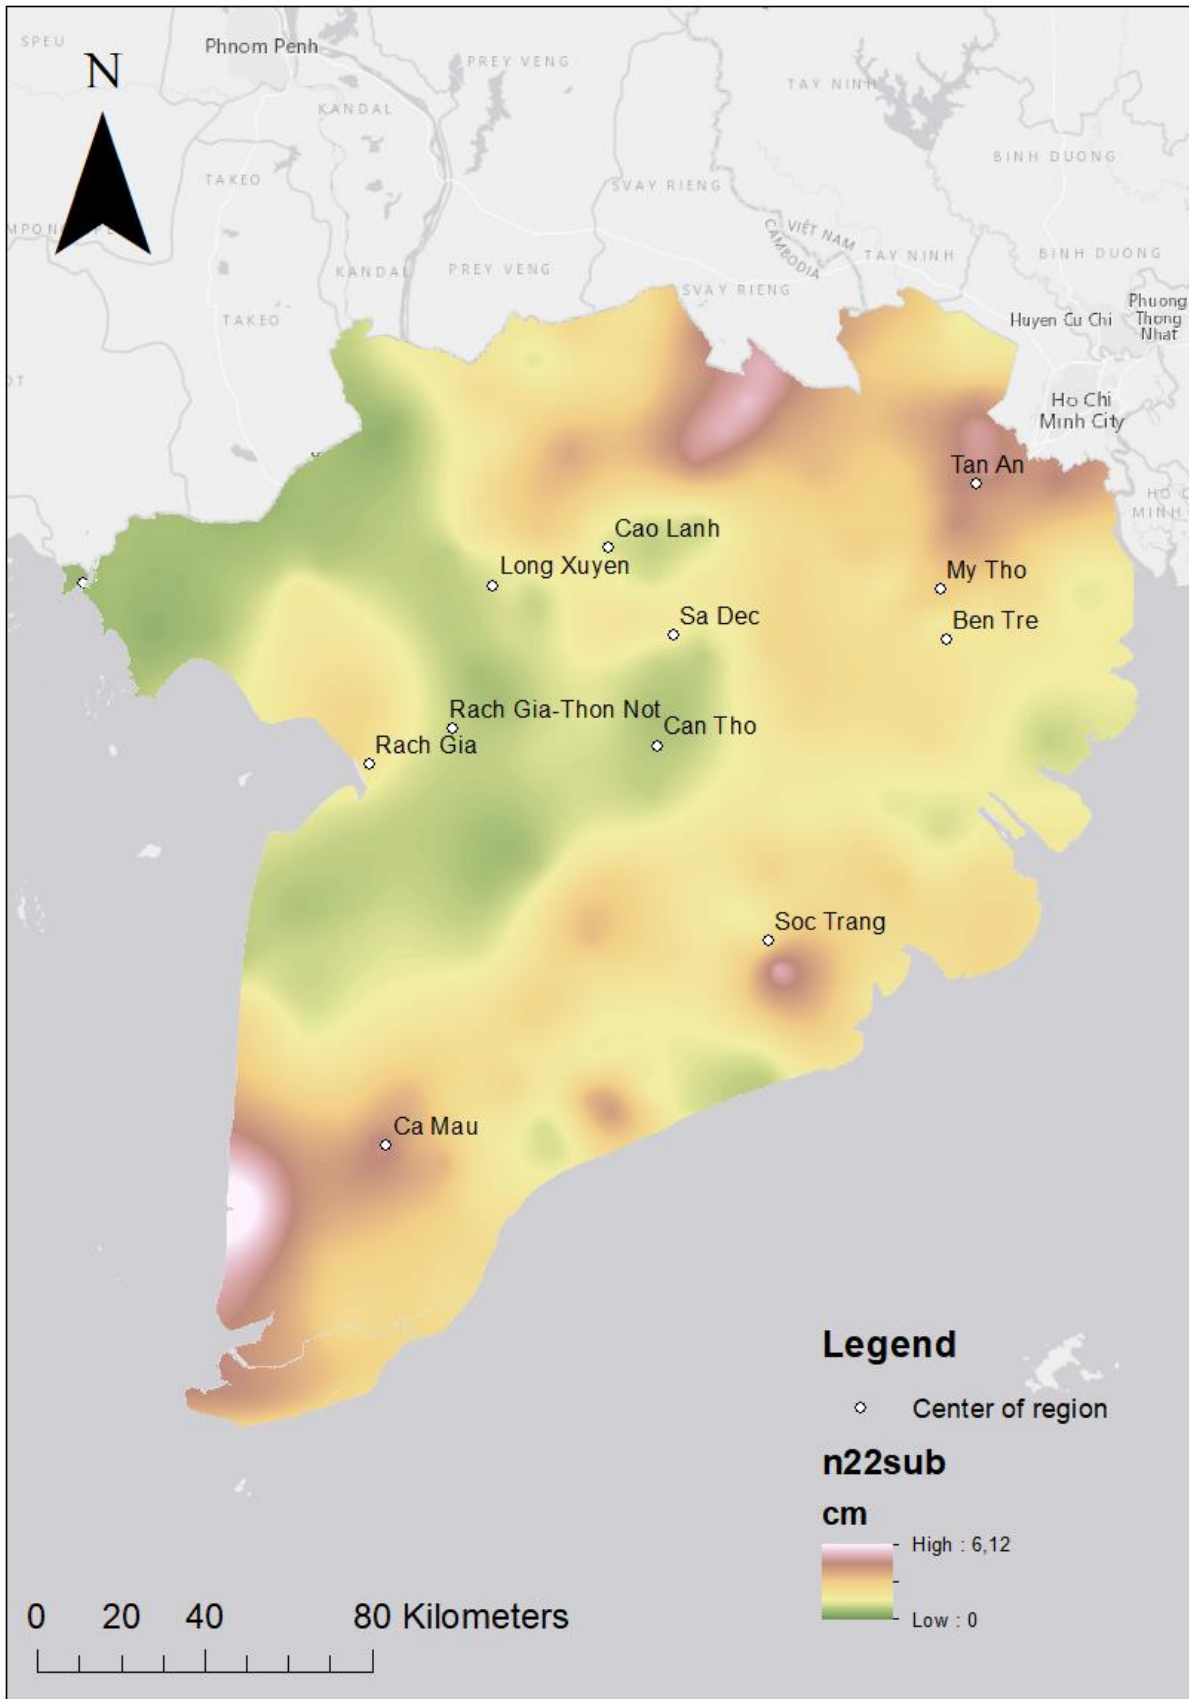 SPEU
Phnom Penh
PREY VENG
TAY NINH
N
KANDAL
BINH DUONG
TAKEO
SVAY RIENG
VIÊT NAM
CAMBODIA
TAY NINH
BINH DUONG
KANDAL
PREY VENG
SVAY RIENG
TAKEO
Huyen Cu Chi
Phuong
Thong
Nhat
Ho Chi
Minh City
Tan An
Cao Lanh
Long Xuyen
My Tho
Sa Dec
Ben Tre
Rach Gia-Thon Not
Can Tho
Rach Gia
Soc Trang
Ca Mau
Legend
Center of region
n22sub
cm
High : 6,12
Low : 0
0 20 40 80 Kilometers